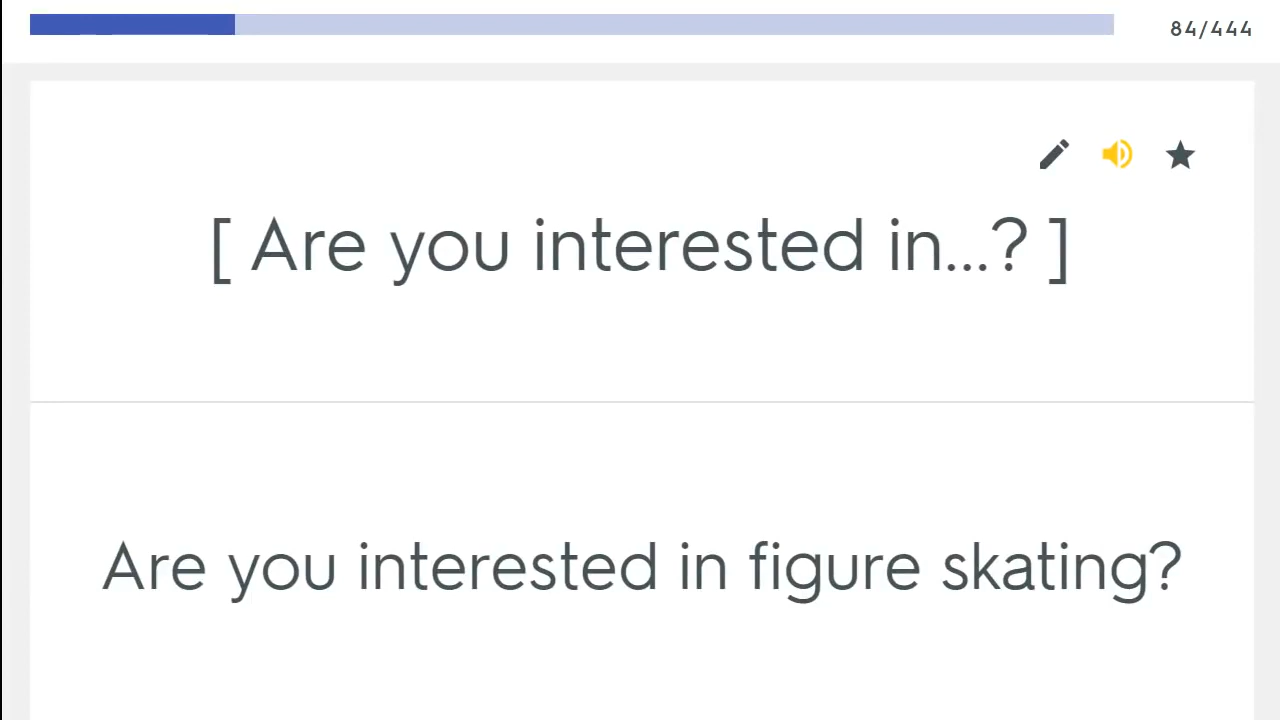 84/444
[ Are you interested in...? ]
Are you interested in figure skating?